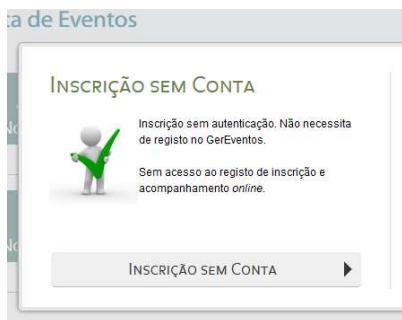 ta de Eventos
Inscrição sem Conta
Inscrição sem autenticação. Não necessita
de registo no GerEventos.
Sem acesso ao registo de inscrição e
acompanhamento online.
Inscrição sem Conta